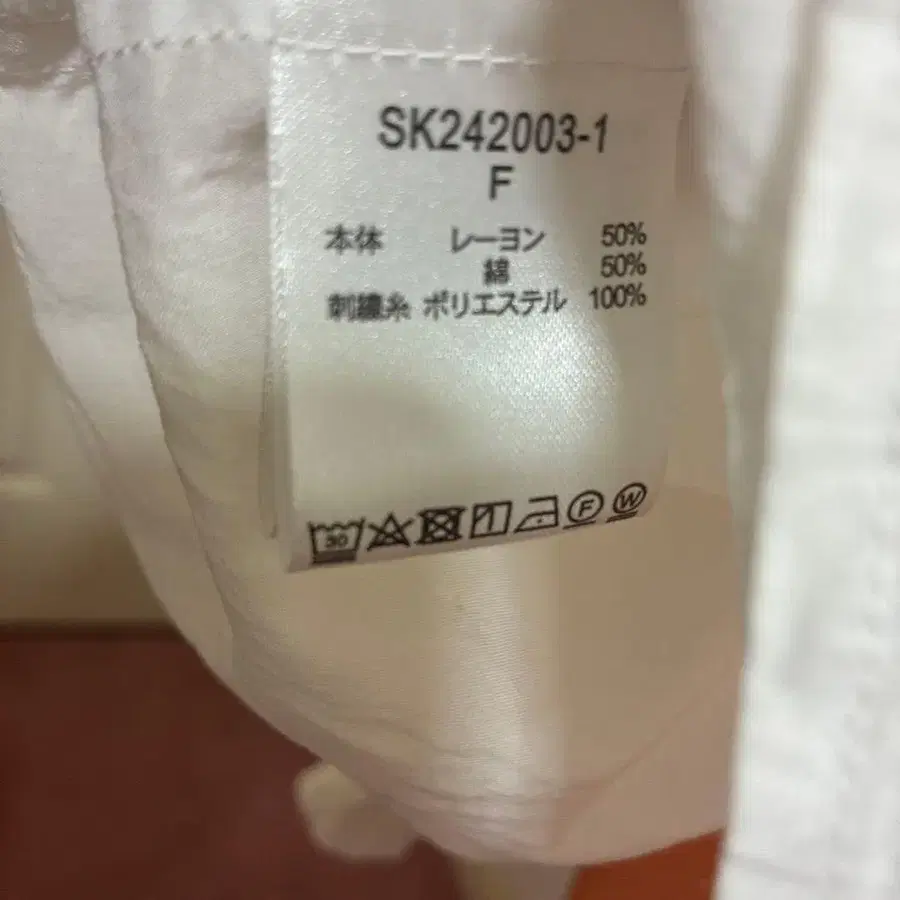 SK242003-1
F
本体 レーヨン 50%
綿 50%
刺繍糸 ポリエステル 100%
30 F W